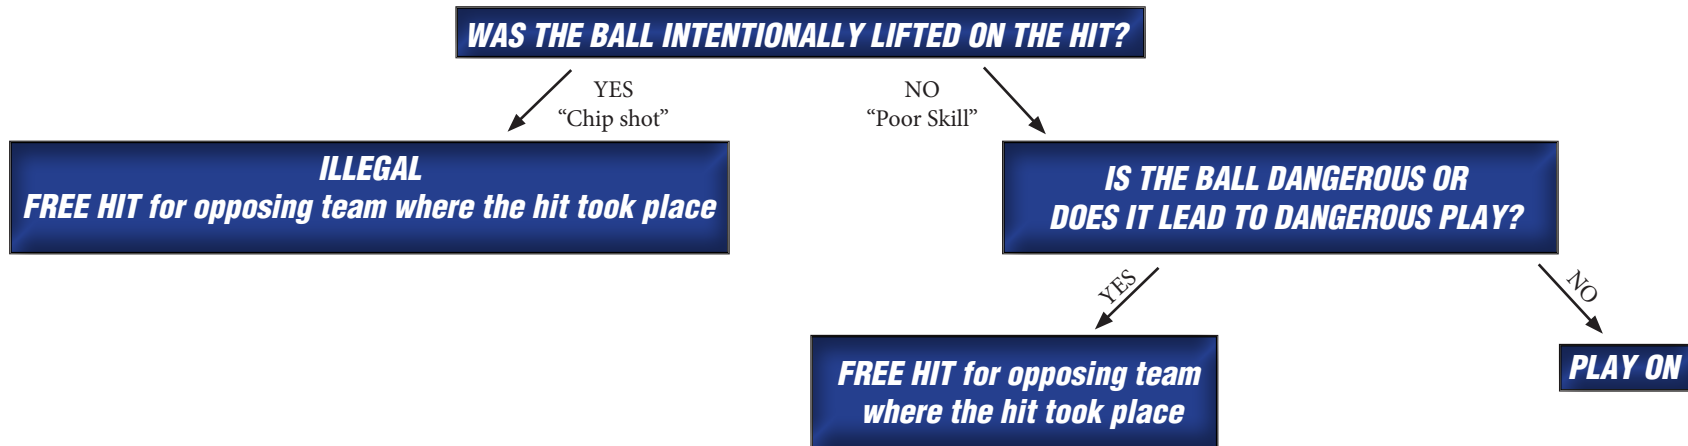 WAS THE BALL INTENTIONALLY LIFTED ON THE HIT?
YES
“Chip shot”
NO
“Poor Skill”
ILLEGAL
FREE HIT for opposing team where the hit took place
IS THE BALL DANGEROUS OR
DOES IT LEAD TO DANGEROUS PLAY?
YES
NO
FREE HIT for opposing team
where the hit took place
PLAY ON